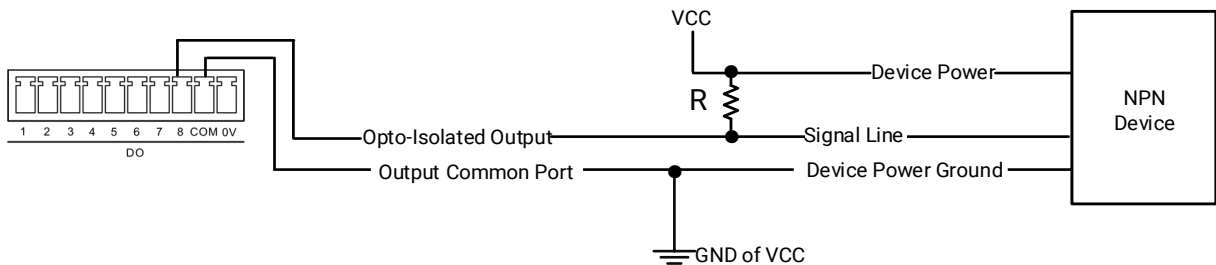 VCC
Device Power
R
NPN
Device
1 2 3 4 5 6 7 8 COM 0V
DO
Opto-Isolated Output
Signal Line
Output Common Port
Device Power Ground
GND of VCC